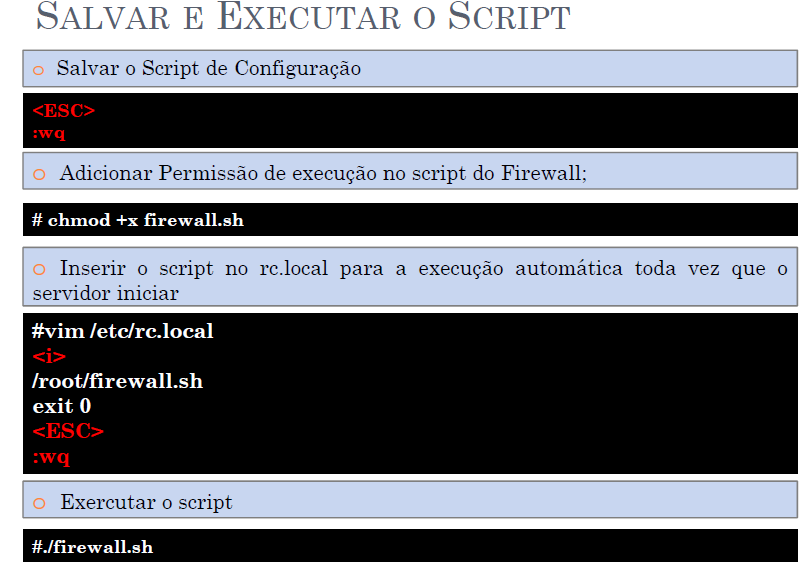 SALVAR E EXECUTAR O SCRIPT
o Salvar o Script de Configuração
<ESC>
:wq
o Adicionar Permissão de execução no script do Firewall;
# chmod +x firewall.sh
o Inserir o script no rc.local para a execução automática toda vez que o
servidor iniciar
#vim /etc/rc.local
<i>
/root/firewall.sh
exit 0
<ESC>
:wq
o Exercutar o script
#./firewall.sh